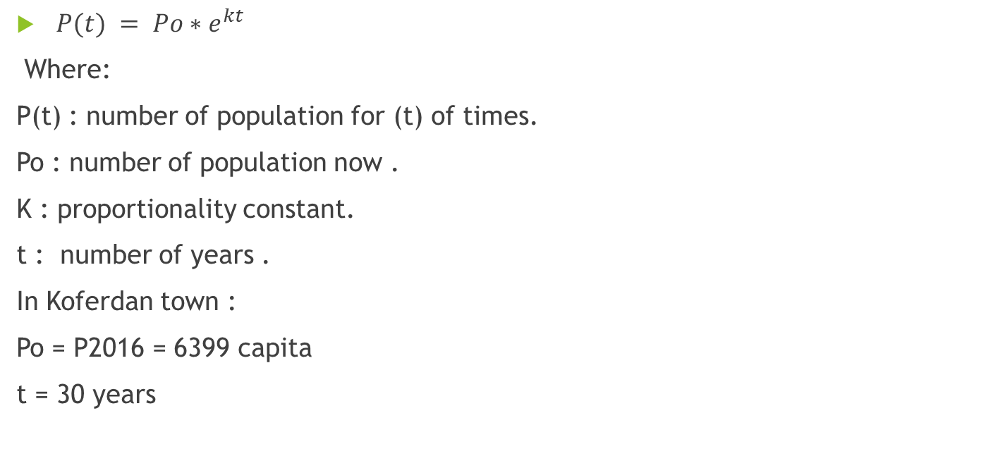 P(t) = Po * e^{kt}
Where:
P(t) : number of population for (t) of times.
Po : number of population now .
K : proportionality constant.
t :  number of years .
In Koferdan town :
Po = P2016 = 6399 capita
t = 30 years